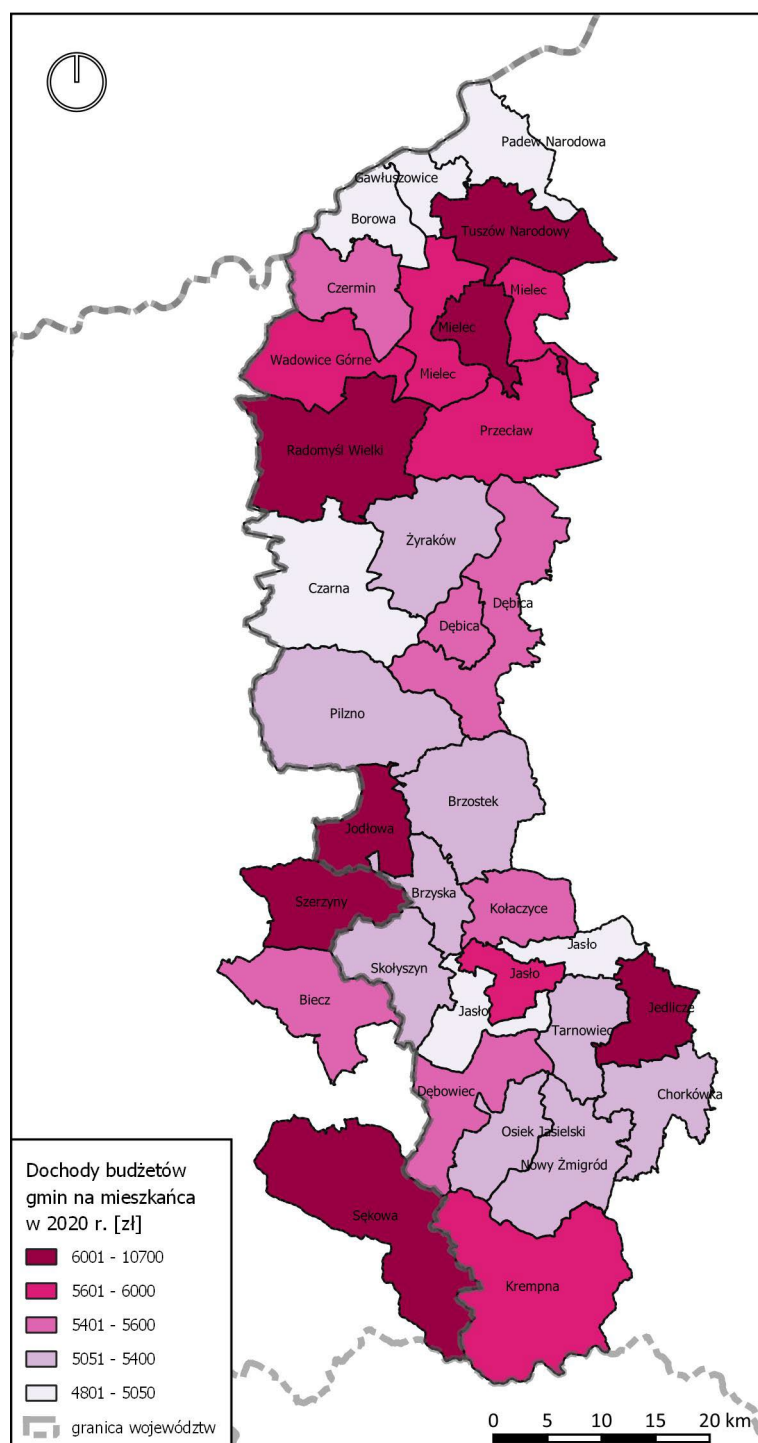 Padew Narodowa
Gawłuszowice
Borowa
Tuszów Narodowy
Czermin
Mielec
Mielec
Wadowice Górne
Mielec
Przecław
Radomyśl Wielki
Żyraków
Czarna
Dębica
Dębica
Pilzno
Brzostek
Jodłowa
Brzyska
Szerzyny
Kołaczyce
Jasło
Skołyszyn
Jasło
Biecz
Jasło
Jedlicze
Tarnowiec
Dębowiec
Chorkówka
Osiek Jasielski
Nowy Żmigród
Sękowa
Krempna
Dochody budżetów
gmin na mieszkańca
w 2020 r. [zł]
6001 - 10700
5601 - 6000
5401 - 5600
5051 - 5400
4801 - 5050
granica województw
0 5 10 15 20 km